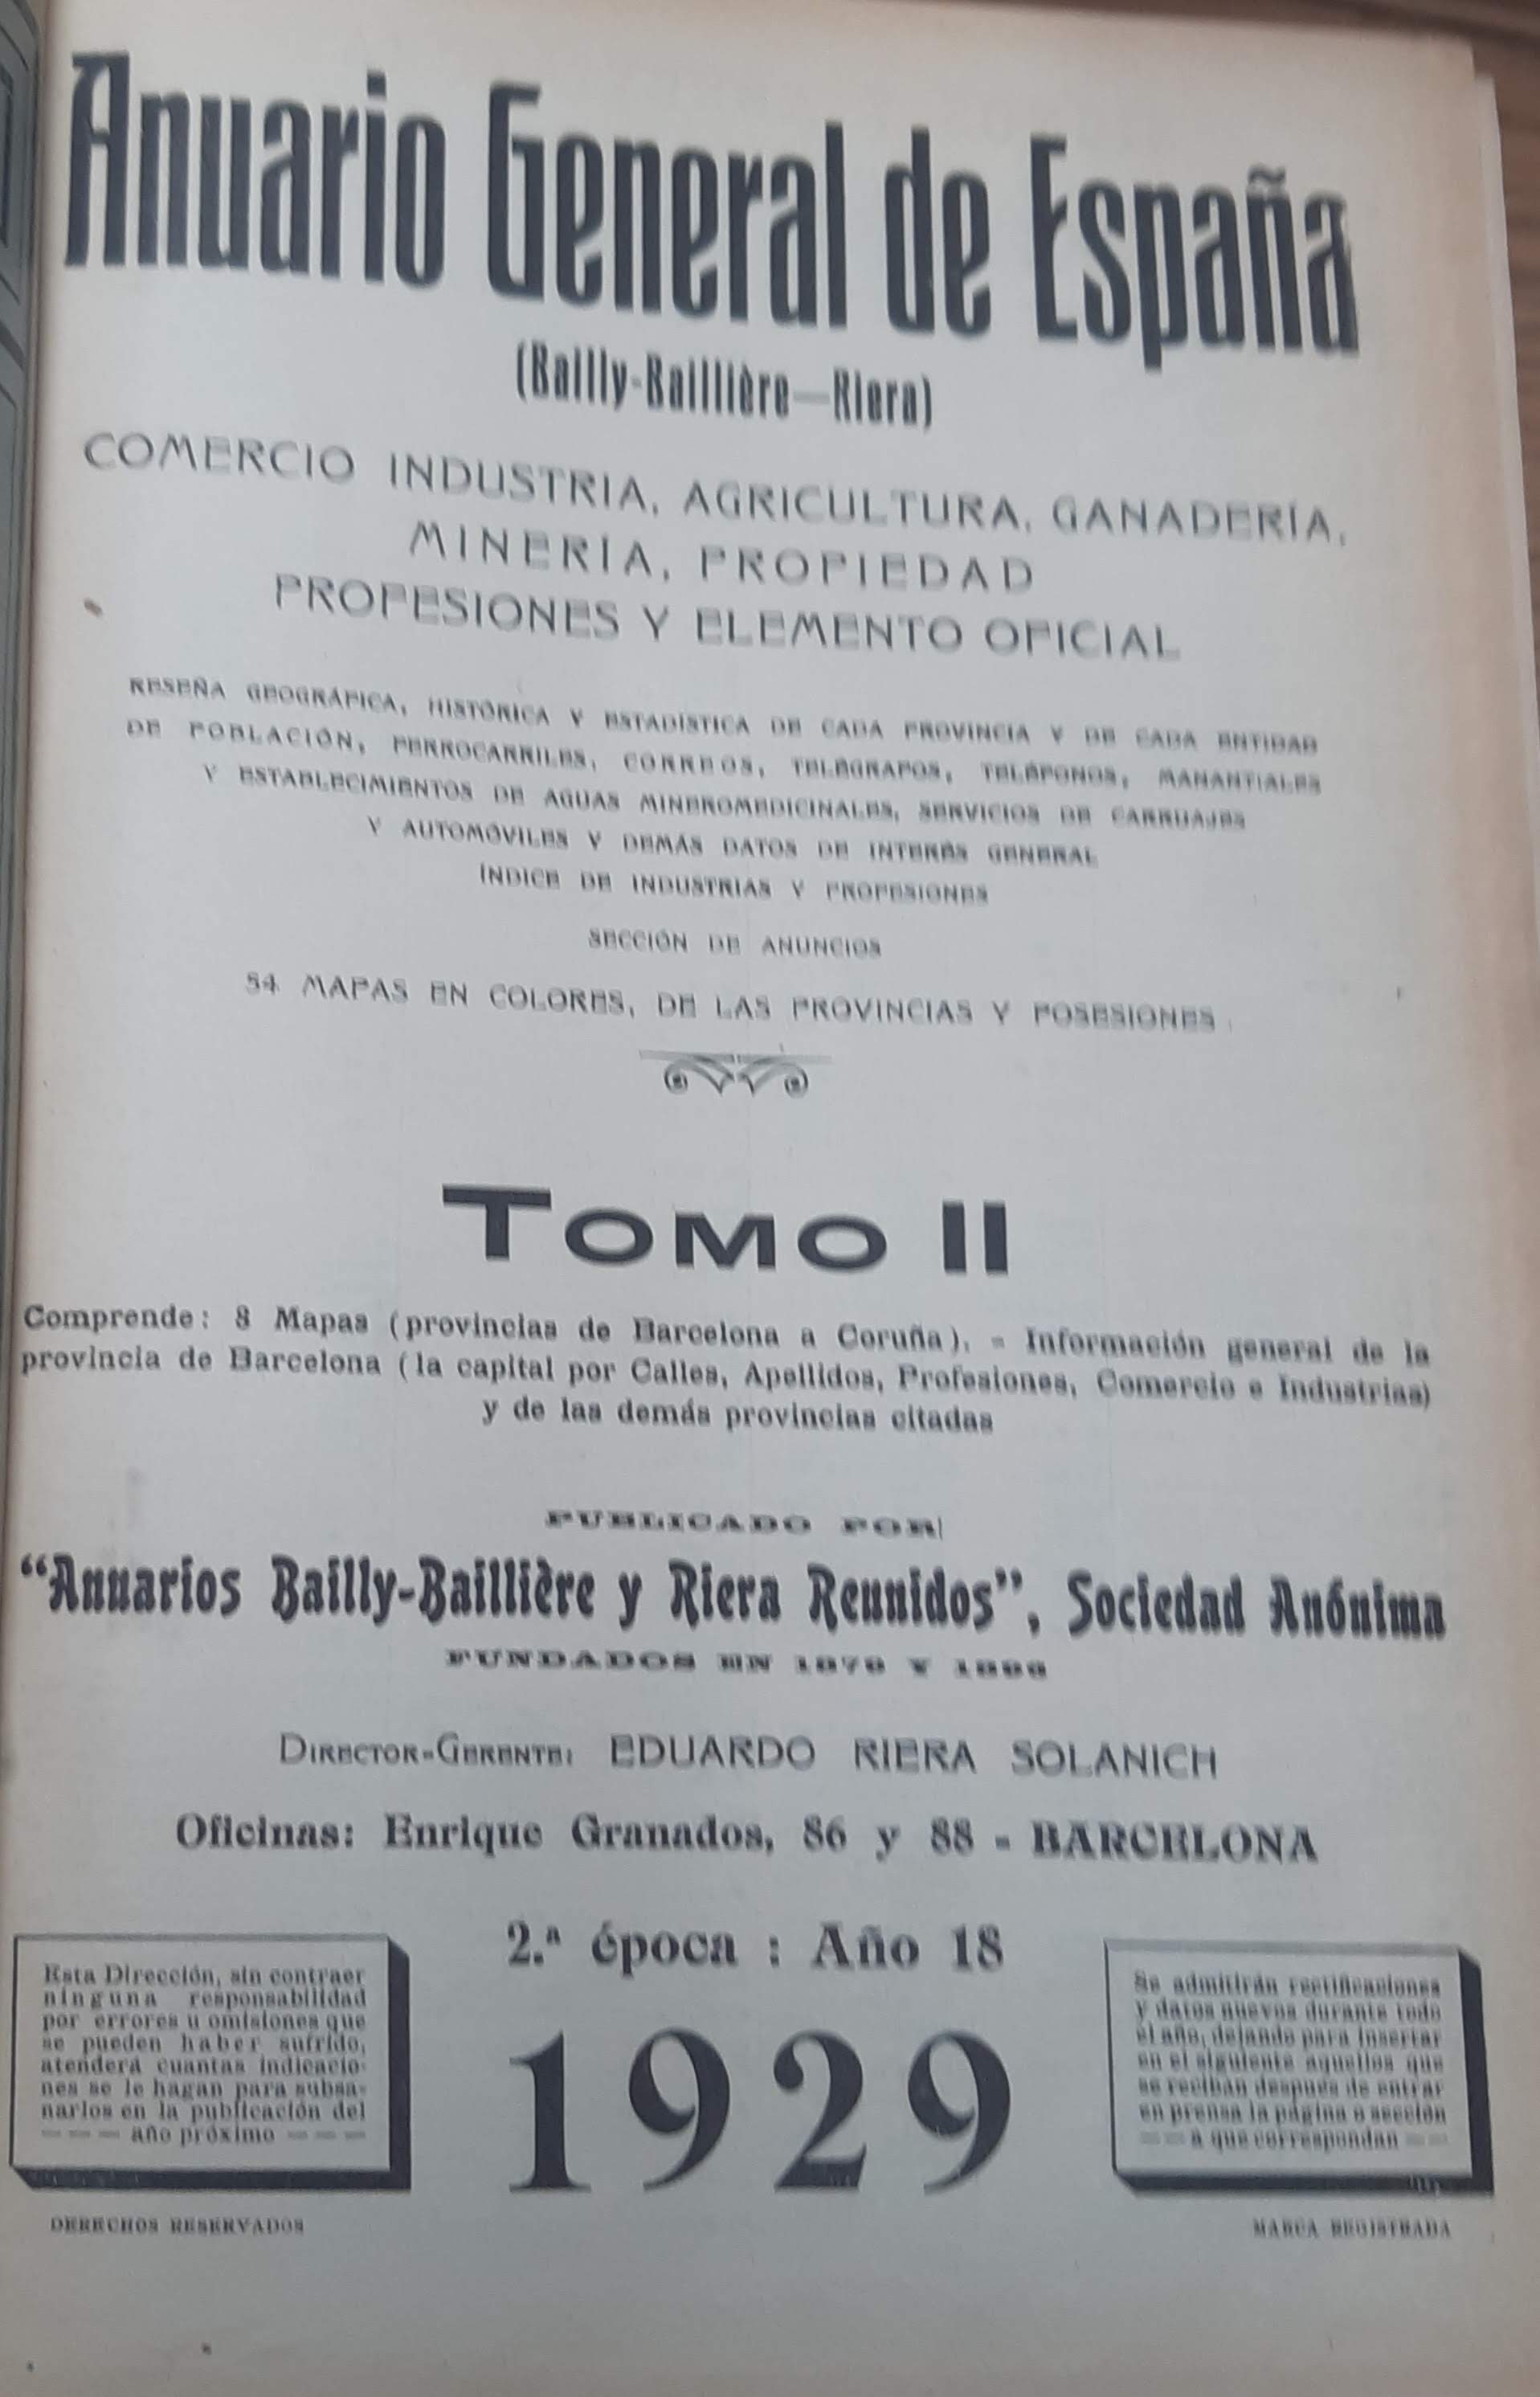 Anuario General de España
(Bailly-Baillière—Riera)
COMERCIO INDUSTRIA, AGRICULTURA, GANADERÍA,
MINERÍA, PROPIEDAD
PROFESIONES Y ELEMENTO OFICIAL
RESEÑA GEOGRÁFICA, HISTÓRICA Y ESTADÍSTICA DE CADA PROVINCIA Y DE CADA ENTIDAD
DE POBLACIÓN, FERROCARRILES, CORREOS, TELÉGRAFOS, TELÉFONOS, MANANTIALES
Y ESTABLECIMIENTOS DE AGUAS MINEROMEDICINALES, SERVICIOS DE CARRUAJES
Y AUTOMÓVILES Y DEMÁS DATOS DE INTERÉS GENERAL
ÍNDICE DE INDUSTRIAS Y PROFESIONES
SECCIÓN DE ANUNCIOS
54 MAPAS EN COLORES, DE LAS PROVINCIAS Y POSESIONES
TOMO II
Comprende: 8 Mapas (provincias de Barcelona a Coruña). - Información general de la
provincia de Barcelona (la capital por Calles, Apellidos, Profesiones, Comercio e Industrias)
y de las demás provincias citadas
PUBLICADO POR
“Anuarios Bailly-Baillière y Riera Reunidos”, Sociedad Anónima
FUNDADOS EN Y
DIRECTOR-GERENTE: EDUARDO RIERA SOLANICH
Oficinas: Enrique Granados, 86 y 88 - BARCELONA
2.ª época : Año 18
1929
Esta Dirección, sin contraer
ninguna responsabilidad
por errores u omisiones que
se pueden haber sufrido,
atenderá cuantas indicacio-
nes se le hagan para subsa-
narlos en la publicación del
--- año próximo ---
DERECHOS RESERVADOS
Se admitirán rectificaciones
y datos nuevos durante todo
el año, dejando para insertar
en el siguiente aquellos que
se reciban después de entrar
en prensa la página o sección
-- a que correspondan --
MARCA REGISTRADA